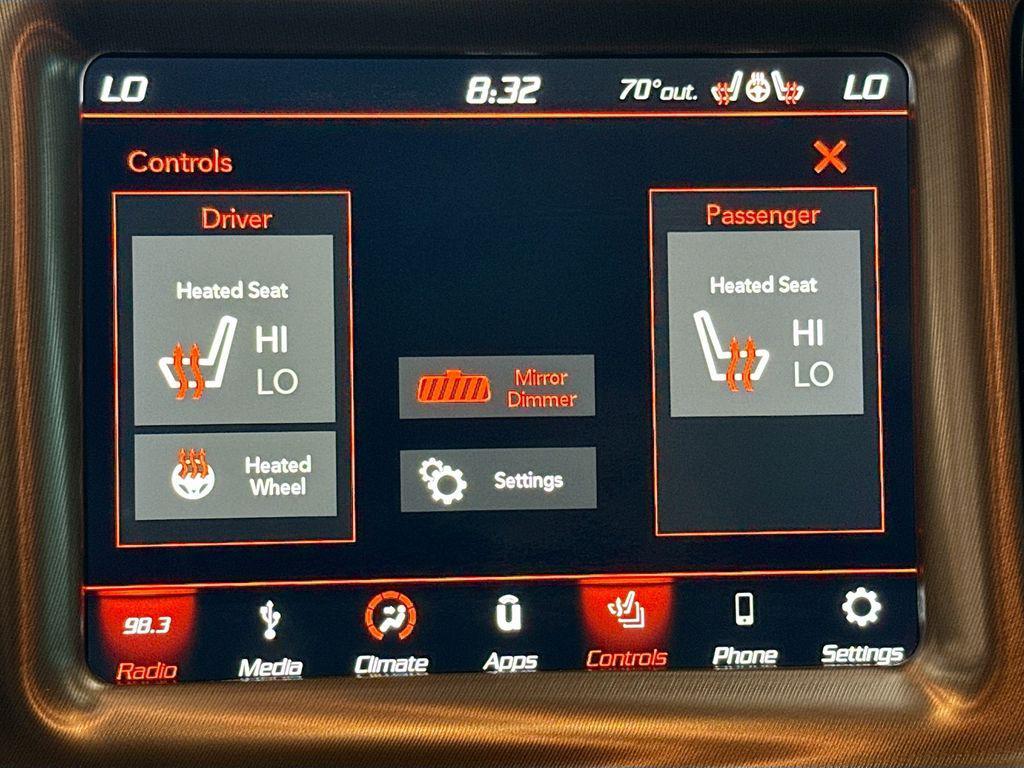 LO 8:32 70°out. LO
Controls
Driver
Heated Seat
HI
LO
Heated
Wheel
Mirror
Dimmer
Settings
Passenger
Heated Seat
HI
LO
98.3
Radio Media Climate Apps Controls Phone Settings